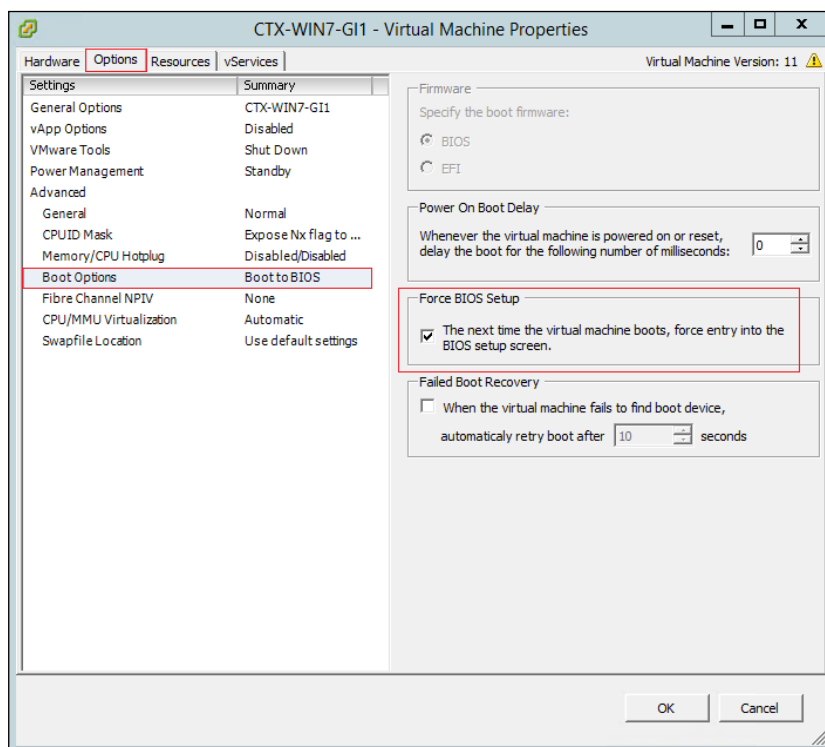 CTX-WIN7-GI1 - Virtual Machine Properties
Hardware Options Resources vServices Virtual Machine Version: 11
Settings Summary
General Options CTX-WIN7-GI1
vApp Options Disabled
VMware Tools Shut Down
Power Management Standby
Advanced
General Normal
CPUID Mask Expose Nx flag to ...
Memory/CPU Hotplug Disabled/Disabled
Boot Options Boot to BIOS
Fibre Channel NPIV None
CPU/MMU Virtualization Automatic
Swapfile Location Use default settings
Firmware
Specify the boot firmware:
BIOS
EFI
Power On Boot Delay
Whenever the virtual machine is powered on or reset,
delay the boot for the following number of milliseconds: 0
Force BIOS Setup
The next time the virtual machine boots, force entry into the
BIOS setup screen.
Failed Boot Recovery
When the virtual machine fails to find boot device,
automaticaly retry boot after 10 seconds
OK Cancel